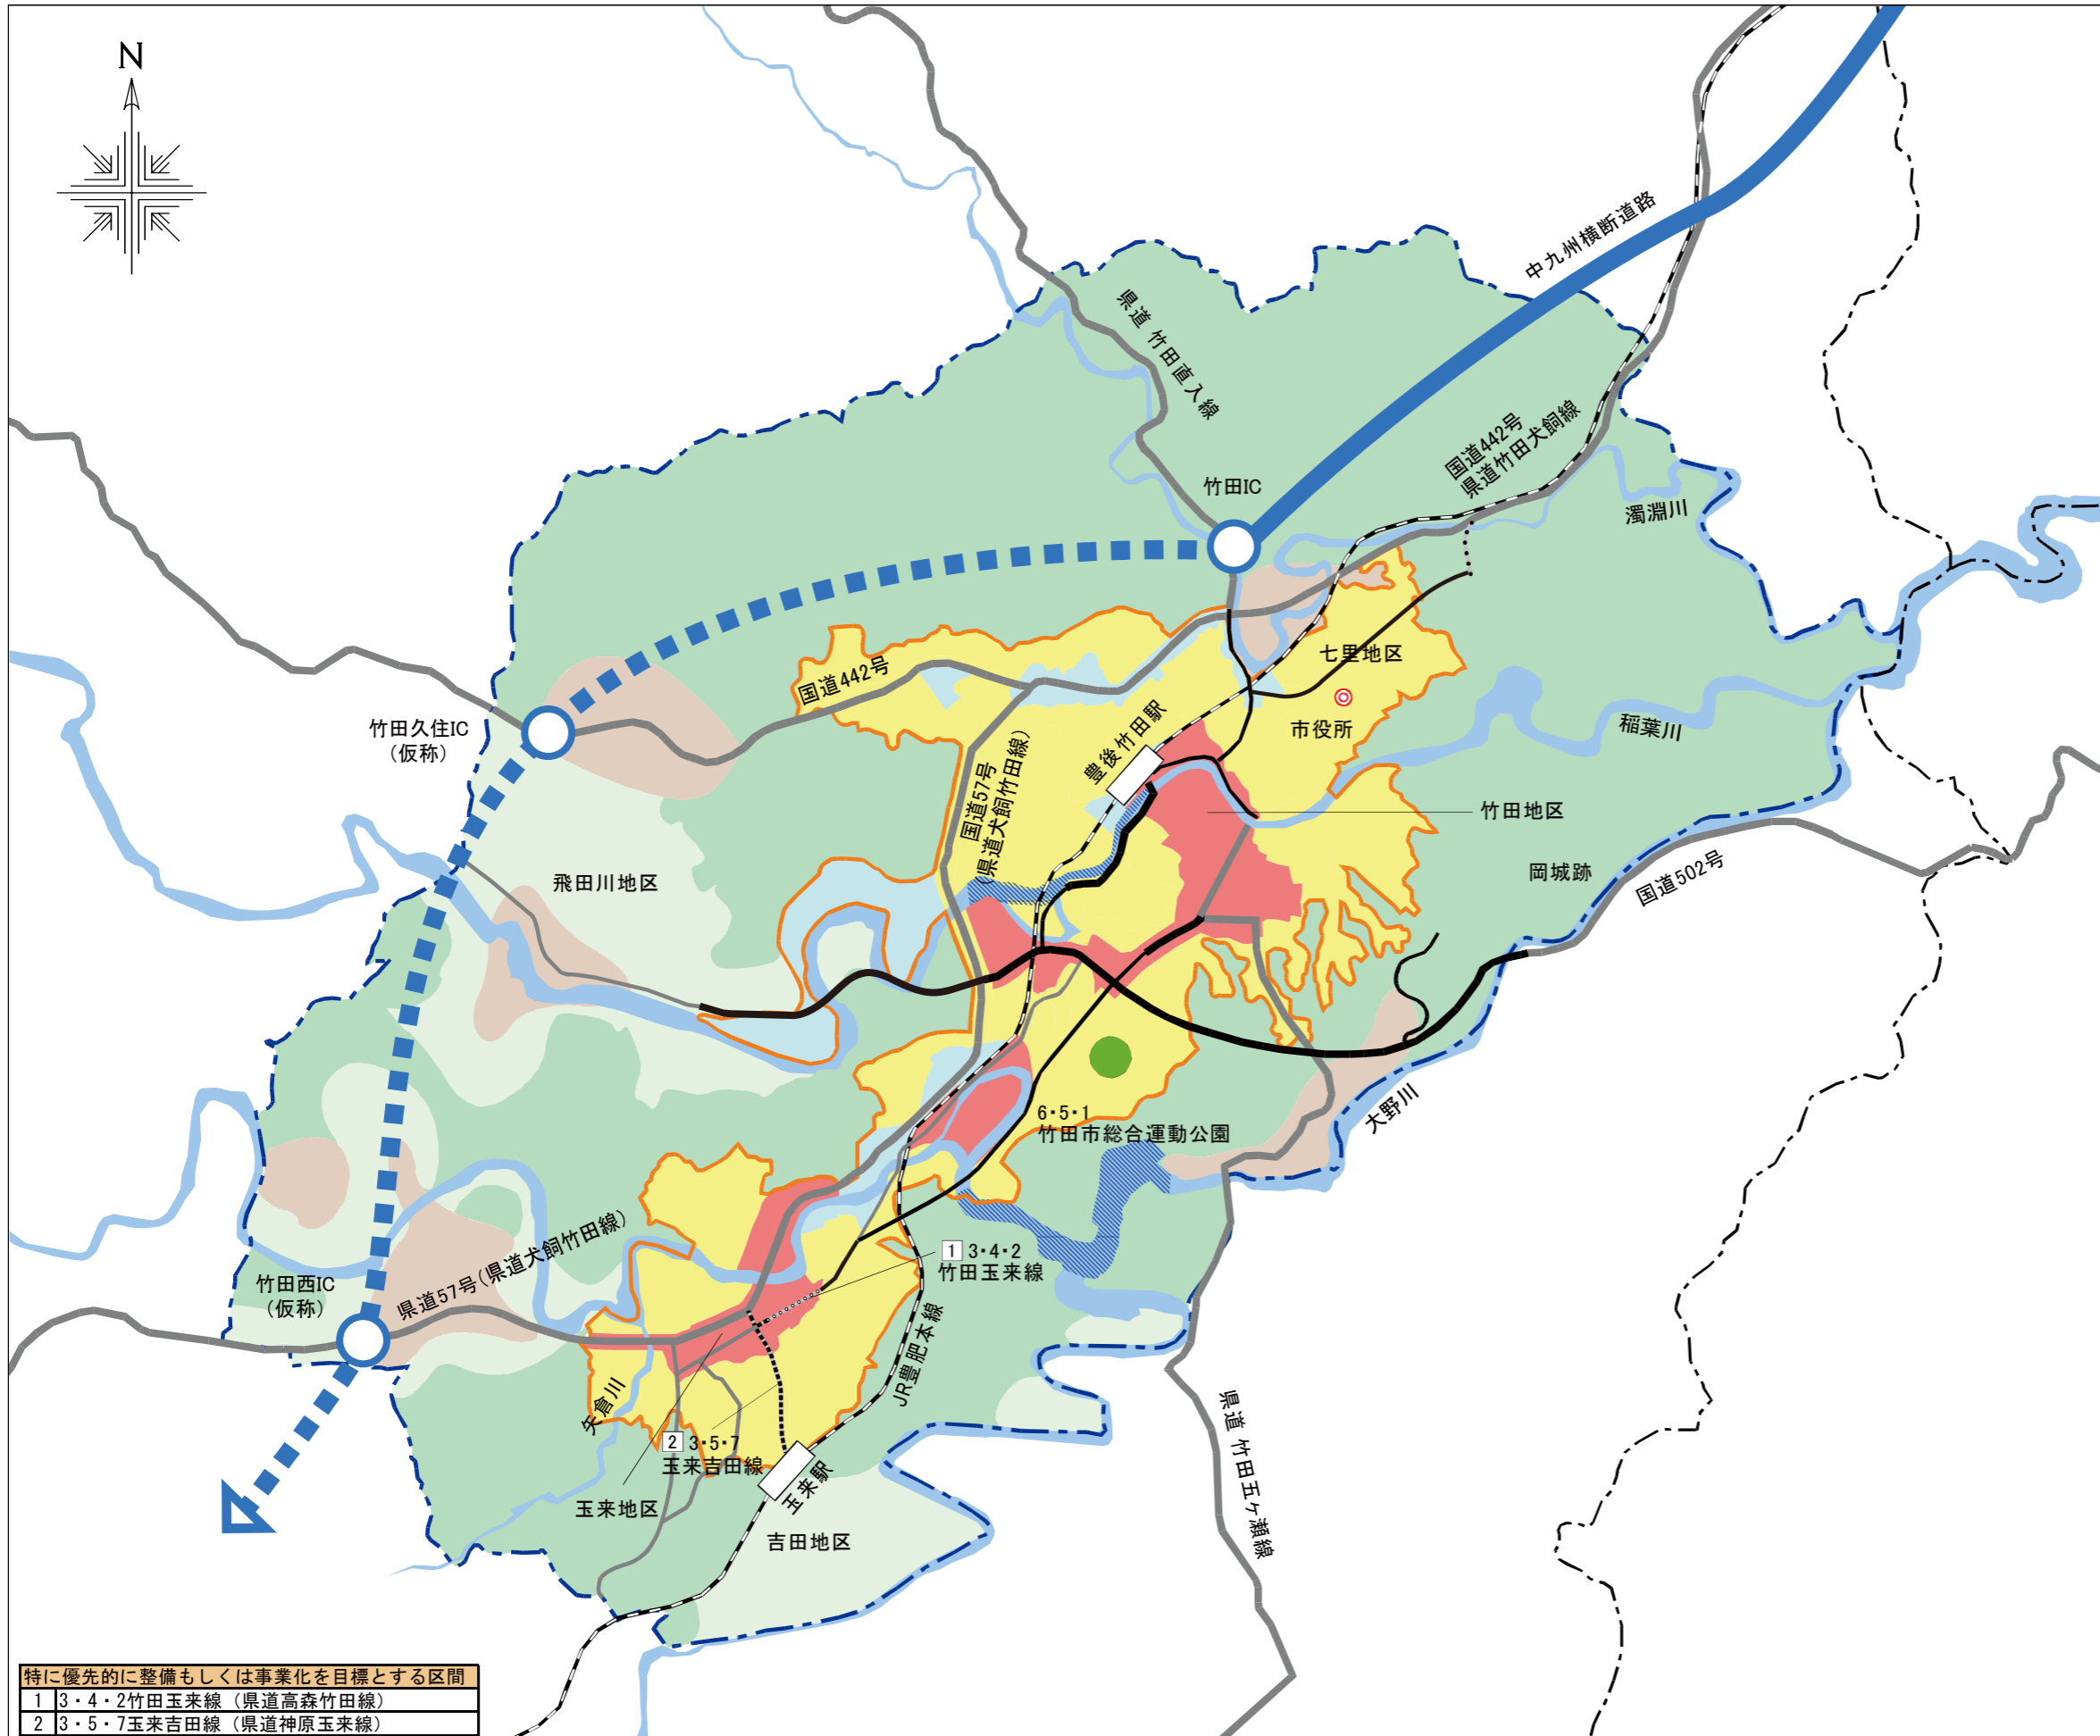 N
中九州横断道路
県道 竹田直入線
国道442号
県道竹田犬飼線
竹田IC
濁淵川
七里地区
国道442号
市役所
稲葉川
竹田久住IC
(仮称)
豊後竹田駅
国道57号
(県道犬飼竹田線)
竹田地区
岡城跡
国道502号
飛田川地区
大野川
6・5・1
竹田市総合運動公園
1 3・4・2
竹田玉来線
竹田西IC
(仮称)
県道57号(県道犬飼竹田線)
JR豊肥本線
矢倉川
2 3・5・7
玉来吉田線
玉来駅
県道 竹田五ケ瀬線
玉来地区
吉田地区
特に優先的に整備もしくは事業化を目標とする区間
1 3・4・2竹田玉来線 (県道高森竹田線)
2 3・5・7玉来吉田線 (県道神原玉来線)